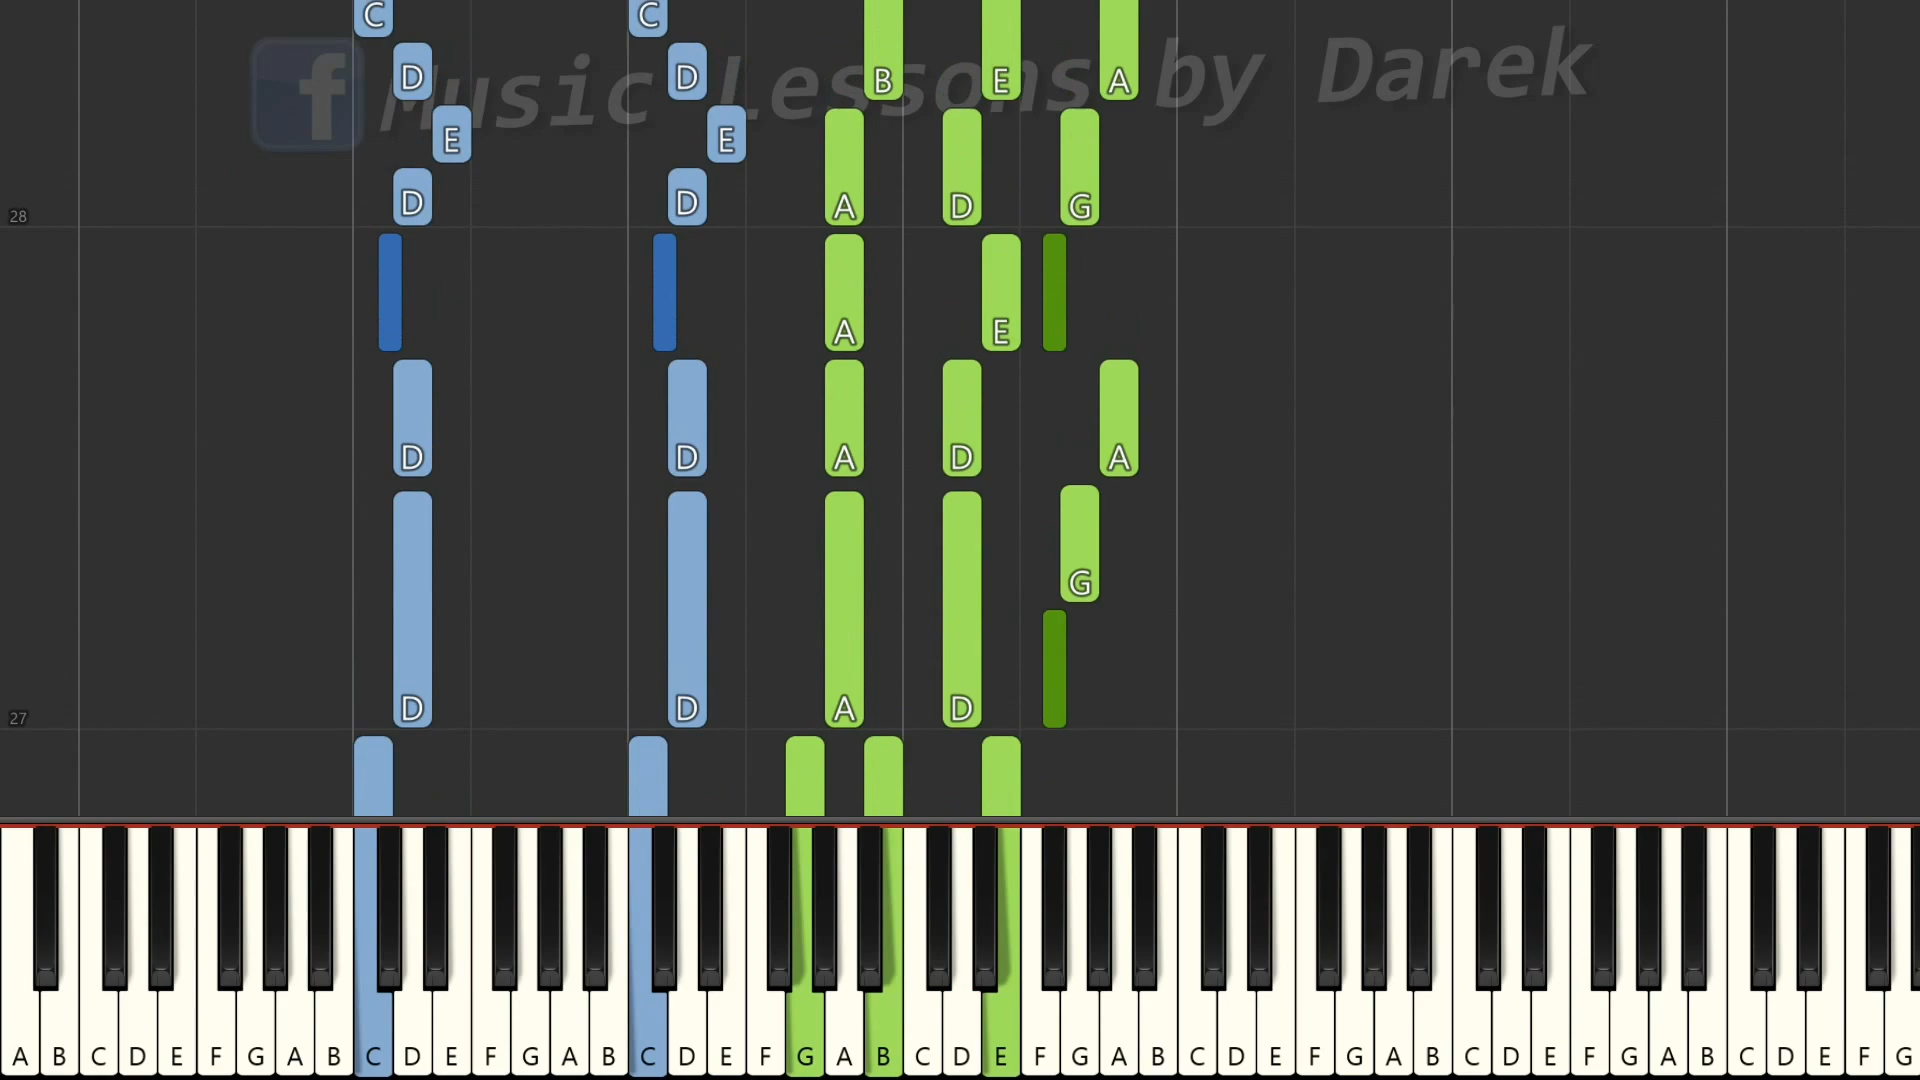 C C
D D B E A
f Music Lessons by Darek
E E
D D A D G
28
A E
D D A D A
G
D D A D
27
A B C D E F G A B C D E F G A B C D E F G A B C D E F G A B C D E F G A B C D E F G A B C D E F G